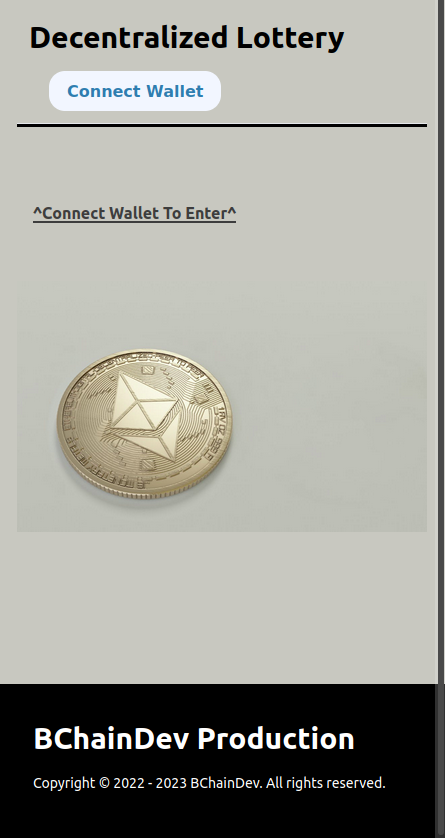 Decentralized Lottery
Connect Wallet
^Connect Wallet To Enter^
BChainDev Production
Copyright © 2022 - 2023 BChainDev. All rights reserved.